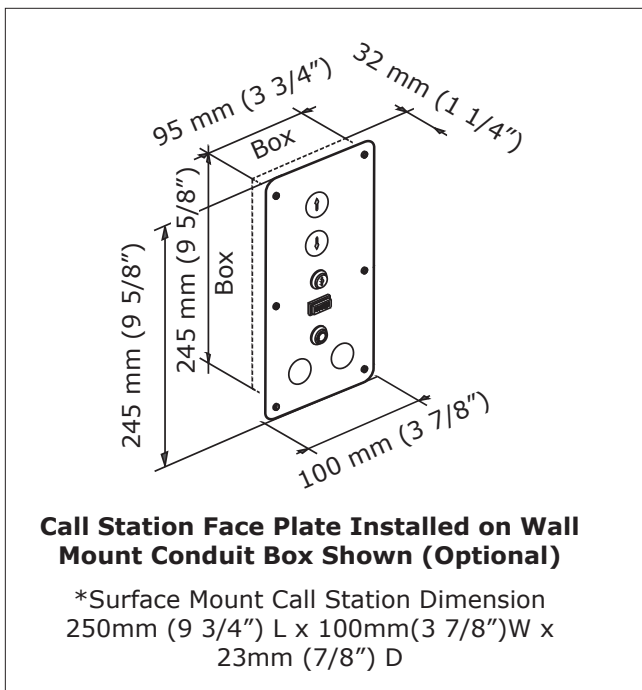 32 mm (1 1/4”)
95 mm (3 3/4”)
Box
245 mm (9 5/8”)
Box
245 mm (9 5/8”)
100 mm (3 7/8”)
Call Station Face Plate Installed on Wall
Mount Conduit Box Shown (Optional)
*Surface Mount Call Station Dimension
250mm (9 3/4”) L x 100mm(3 7/8”)W x
23mm (7/8”) D